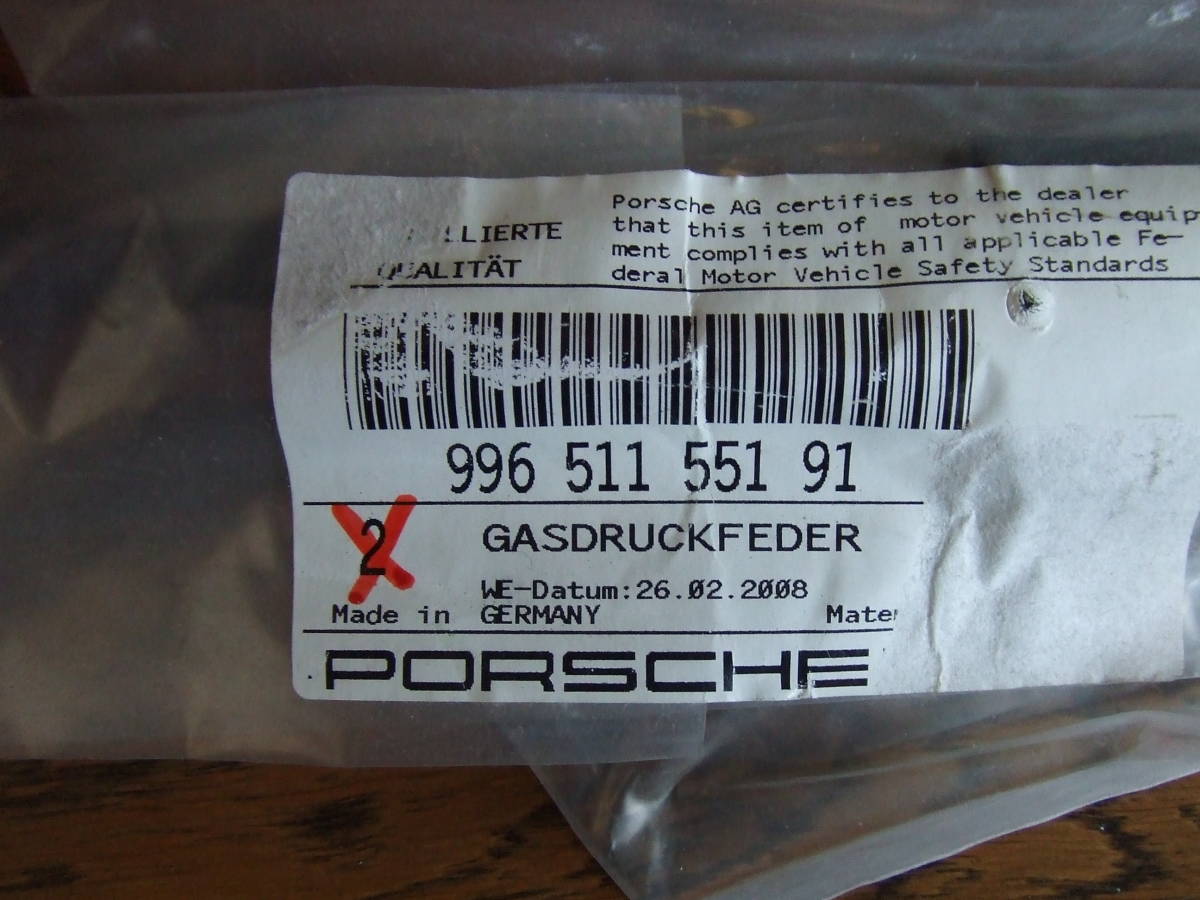 QUALITÄT
Porsche AG certifies to the dealer
that this item of motor vehicle equip
ment complies with all applicable Fe-
deral Motor Vehicle Safety Standards
996 511 551 91
2 GASDRUCKFEDER
WE-Datum:26.02.2008
Made in GERMANY
PORSCHE